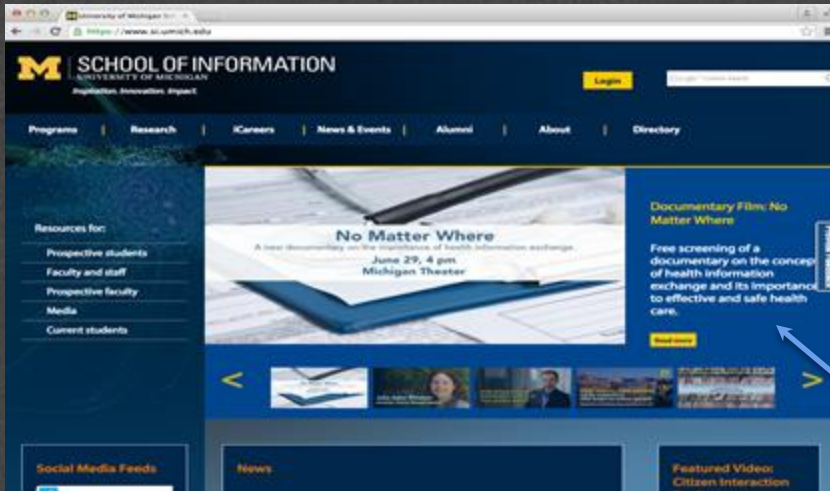 University of Michigan
https://www.si.umich.edu
M SCHOOL OF INFORMATION
UNIVERSITY OF MICHIGAN
Inspiration. Innovation. Impact.
Login
Programs | Research | iCareers | News & Events | Alumni | About | Directory
Resources for:
Prospective students
Faculty and staff
Prospective faculty
Media
Current students
No Matter Where
A new documentary on the importance of health information exchange.
June 29, 4 pm
Michigan Theater
Documentary Film: No
Matter Where
Free screening of a
documentary on the concept
of health information
exchange and its importance
to effective and safe health
care.
Read more
< >
Social Media Feeds
News
Featured Video:
Citizen Interaction